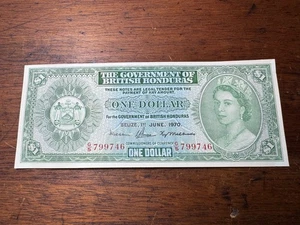 THE GOVERNMENT OF
BRITISH HONDURAS
THESE NOTES ARE LEGAL TENDER FOR THE
PAYMENT OF ANY AMOUNT
ONE DOLLAR
for the GOVERNMENT OF BRITISH HONDURAS
BELIZE, 1ST JUNE, 1970
799746 799746
COMMISSIONERS OF CURRENCY
ONE DOLLAR